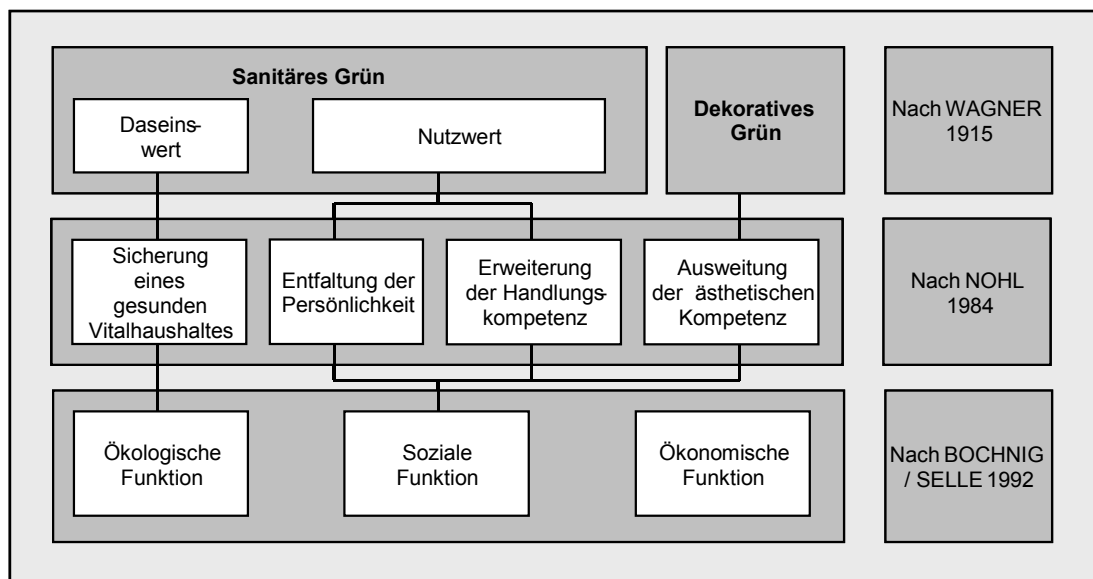 Sanitäres Grün
Daseins-
wert
Nutzwert
Dekoratives
Grün
Nach WAGNER
1915
Sicherung
eines
gesunden
Vitalhaushaltes
Entfaltung der
Persönlichkeit
Erweiterung
der Handlungs-
kompetenz
Ausweitung
der ästhetischen
Kompetenz
Nach NOHL
1984
Ökologische
Funktion
Soziale
Funktion
Ökonomische
Funktion
Nach BOCHNIG
/ SELLE 1992